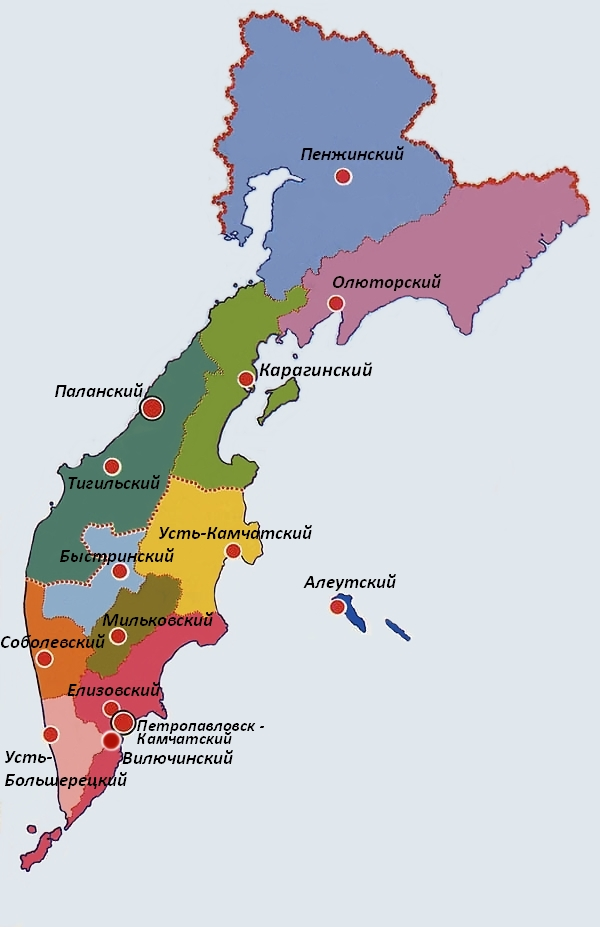 Пенжинский
Олюторский
Карагинский
Паланский
Тигильский
Усть-Камчатский
Быстринский
Алеутский
Мильковский
Соболевский
Елизовский
Петропавловск -
Камчатский
Усть-
Вилючинский
Большерецкий